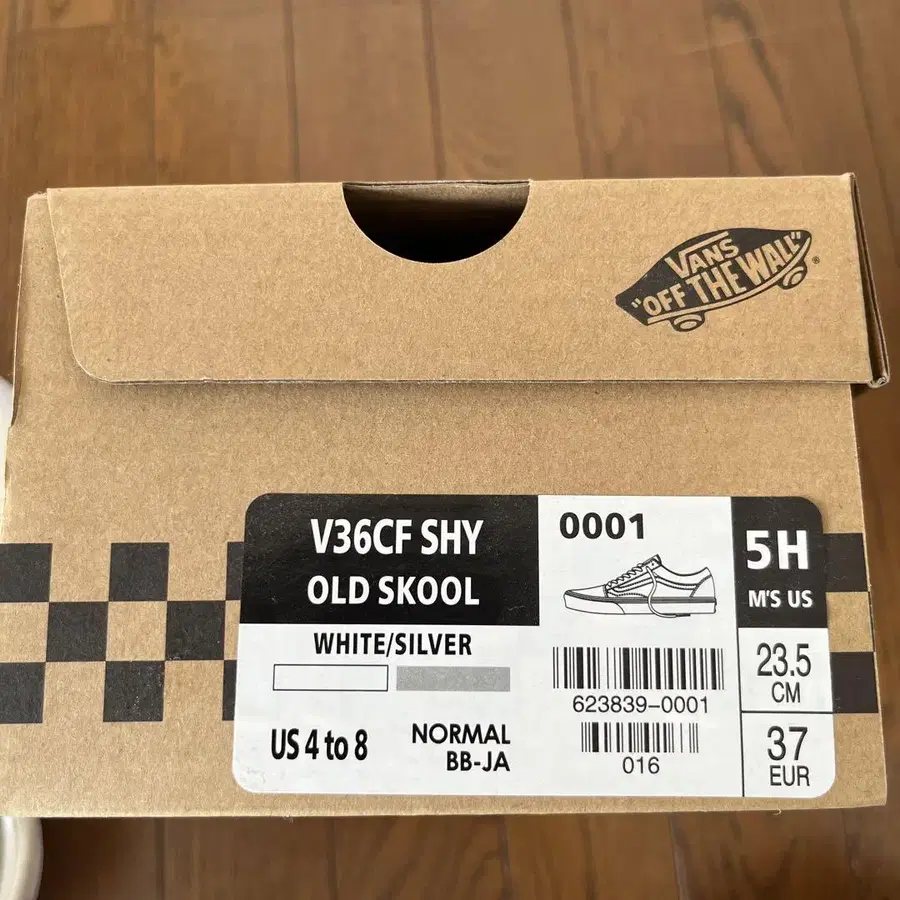 VANS
"OFF THE WALL"
®
V36CF SHY
OLD SKOOL
WHITE/SILVER
US 4 to 8
NORMAL
BB-JA
0001
623839-0001
016
5H
M'S US
23.5
CM
37
EUR